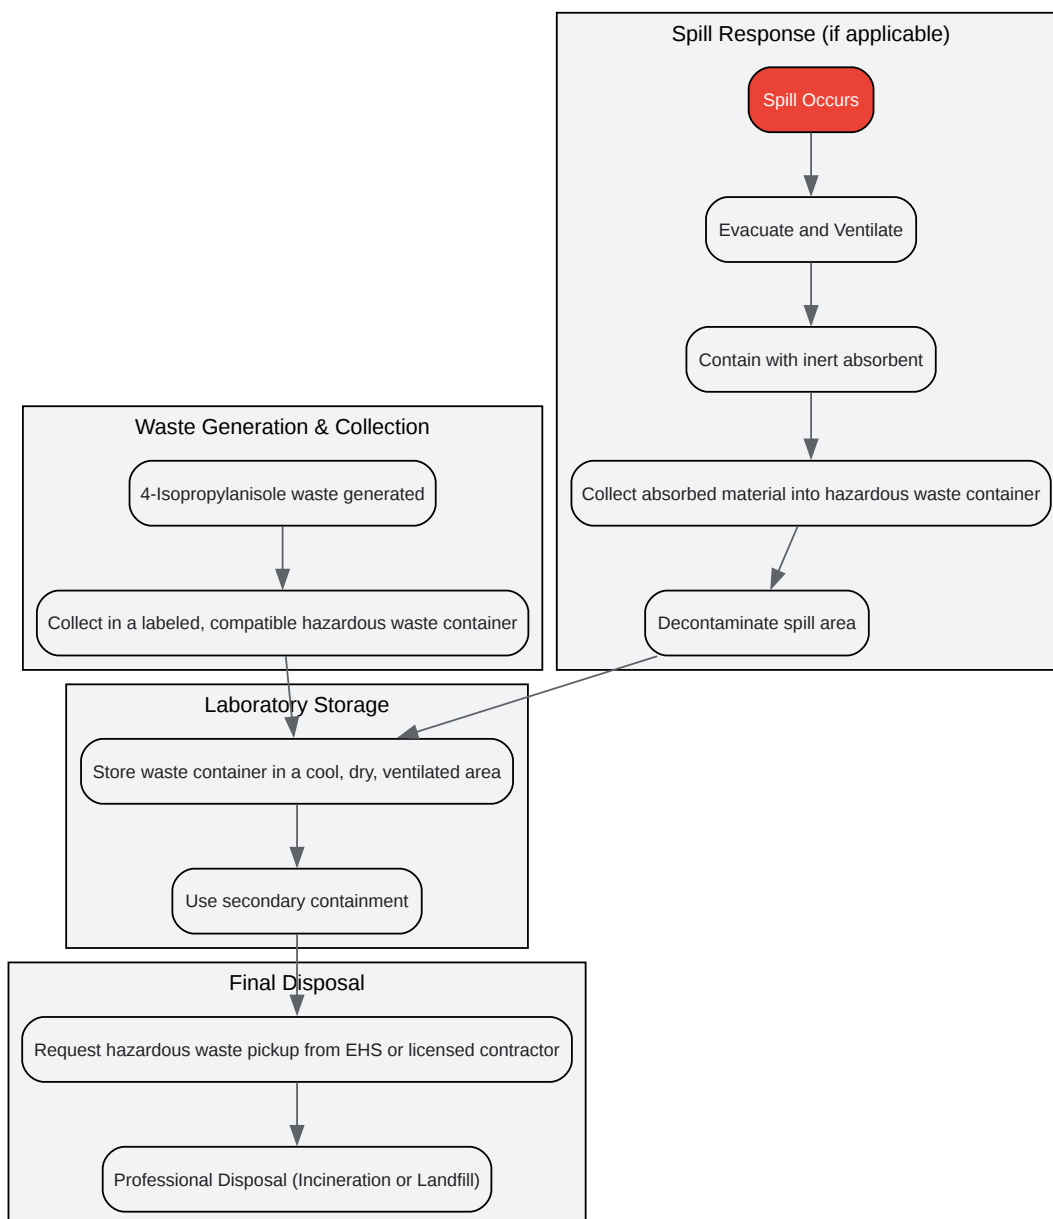 Spill Response (if applicable)
Spill Occurs
Evacuate and Ventilate
Contain with inert absorbent
Collect absorbed material into hazardous waste container
Decontaminate spill area
Waste Generation & Collection
4-Isopropylanisole waste generated
Collect in a labeled, compatible hazardous waste container
Laboratory Storage
Store waste container in a cool, dry, ventilated area
Use secondary containment
Final Disposal
Request hazardous waste pickup from EHS or licensed contractor
Professional Disposal (Incineration or Landfill)